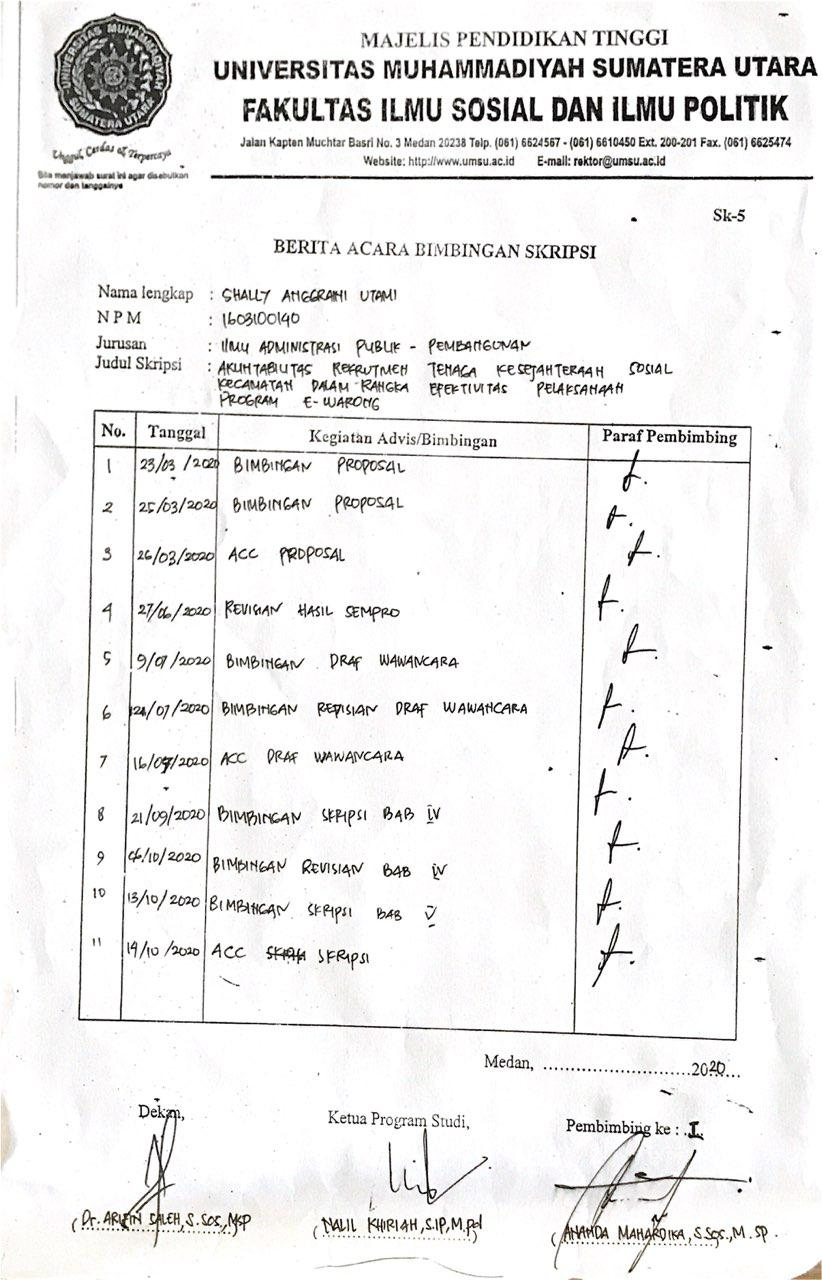 UNIVERSITAS MUHAMMADIYAH
SUMATERA UTARA
Unggul, Cerdas & Terpercaya
Bila menjawab surat ini agar disebutkan
nomor dan tanggalnya
MAJELIS PENDIDIKAN TINGGI
UNIVERSITAS MUHAMMADIYAH SUMATERA UTARA
FAKULTAS ILMU SOSIAL DAN ILMU POLITIK
Jalan Kapten Muchtar Basri No. 3 Medan 20238 Telp. (061) 6624567 - (061) 6610450 Ext. 200-201 Fax. (061) 6625474
Website: http://www.umsu.ac.id E-mail: rektor@umsu.ac.id
Sk-5
BERITA ACARA BIMBINGAN SKRIPSI
Nama lengkap : SHALLY ANGGRAINI UTAMI
N P M : 1603100140
Jurusan : ILMU ADMINISTRASI PUBLIK - PEMBANGUNAN
Judul Skripsi : AKUNTABILITAS REKRUTMEN TENAGA KESEJAHTERAAN SOSIAL
KECAMATAN DALAM RANGKA EFEKTIVITAS PELAKSANAAN
PROGRAM E-WARONG
No. Tanggal Kegiatan Advis/Bimbingan Paraf Pembimbing
1 23/03/2020 BIMBINGAN PROPOSAL
2 25/03/2020 BIMBINGAN PROPOSAL
3 26/03/2020 ACC PROPOSAL
4 27/06/2020 REVISIAN HASIL SEMPRO
5 9/07/2020 BIMBINGAN DRAF WAWANCARA
6 24/07/2020 BIMBINGAN REVISIAN DRAF WAWANCARA
7 ACC DRAF WAWANCARA
8 21/09/2020 BIMBINGAN SKRIPSI BAB IV
9 06/10/2020 BIMBINGAN REVISIAN BAB IV
10 13/10/2020 BIMBINGAN SKRIPSI BAB V
11 14/10/2020 ACC SKRIPSI
Medan, ........................2020...
Dekan, Ketua Program Studi, Pembimbing ke : I
(Dr. ARIFIN SALEH, S.Sos, MSP (NALIL KHIRIAH, S.IP, M.Pd) (ANANDA MAHARDIKA, S.Sos., M.SP.